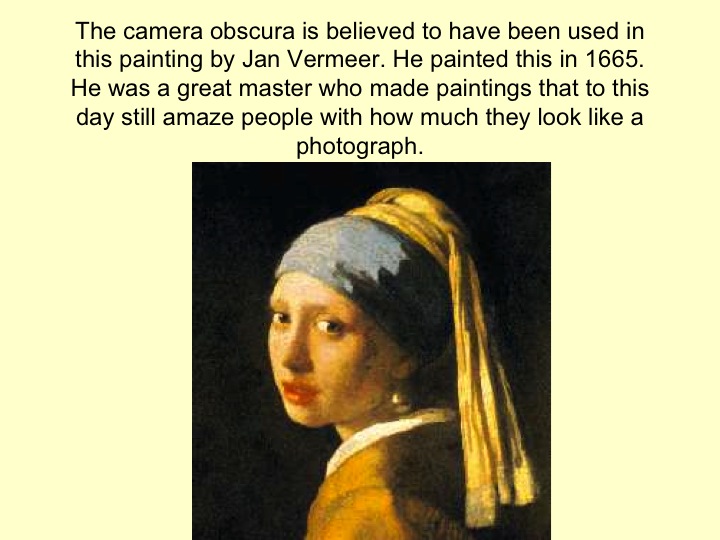 The camera obscura is believed to have been used in
this painting by Jan Vermeer. He painted this in 1665.
He was a great master who made paintings that to this
day still amaze people with how much they look like a
photograph.